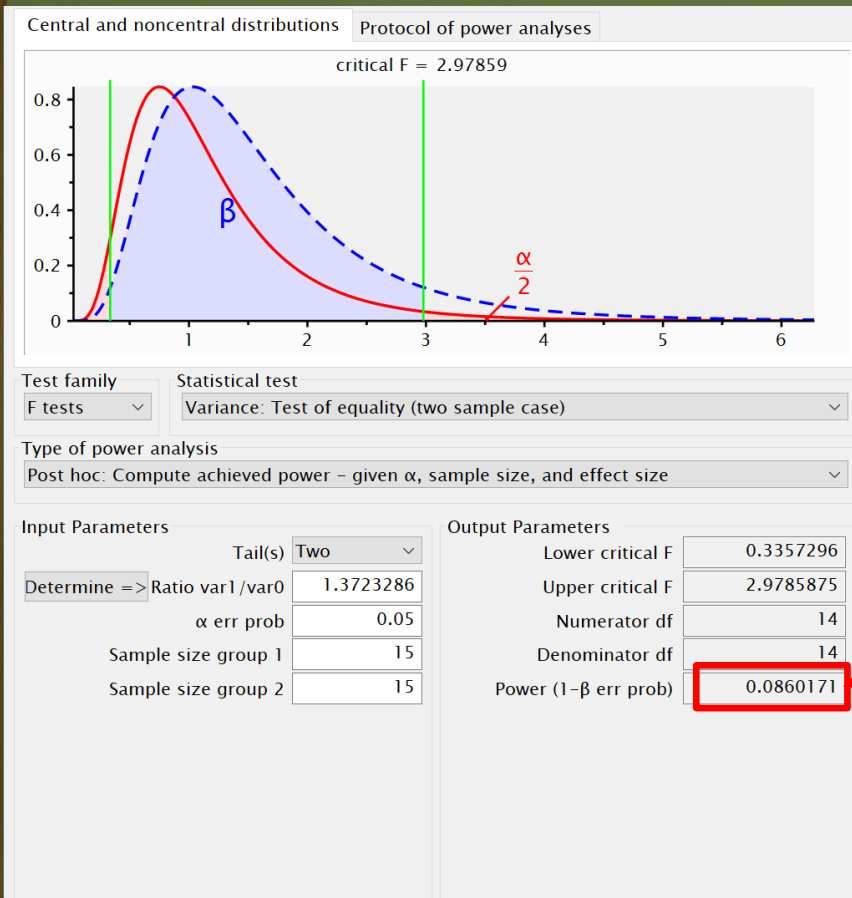 Central and noncentral distributions Protocol of power analyses
critical F = 2.97859
0.8
0.6
0.4
0.2
0
β
α
2
1 2 3 4 5 6
Test family Statistical test
F tests Variance: Test of equality (two sample case)
Type of power analysis
Post hoc: Compute achieved power – given α, sample size, and effect size
Input Parameters Output Parameters
Tail(s) Two Lower critical F 0.3357296
Determine => Ratio var1/var0 1.3723286 Upper critical F 2.9785875
α err prob 0.05 Numerator df 14
Sample size group 1 15 Denominator df 14
Sample size group 2 15 Power (1-β err prob) 0.0860171